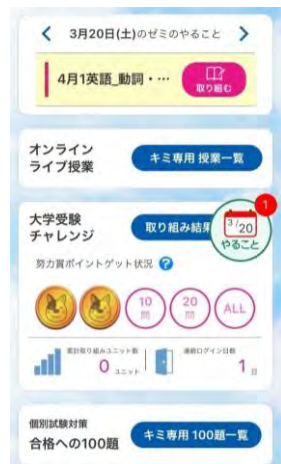 3月20日(土)のゼミのやること
4月1英語_動詞・…
取り組む
オンライン
ライブ授業
キミ専用 授業一覧
大学受験
チャレンジ
取り組み結果
1
3/20
やること
努力賞ポイントゲット状況 ?
10
問
20
問
ALL
累計取り組みユニット数
0 ユニット
連続ログイン日数
1 日
個別試験対策
合格への100題
キミ専用 100題一覧